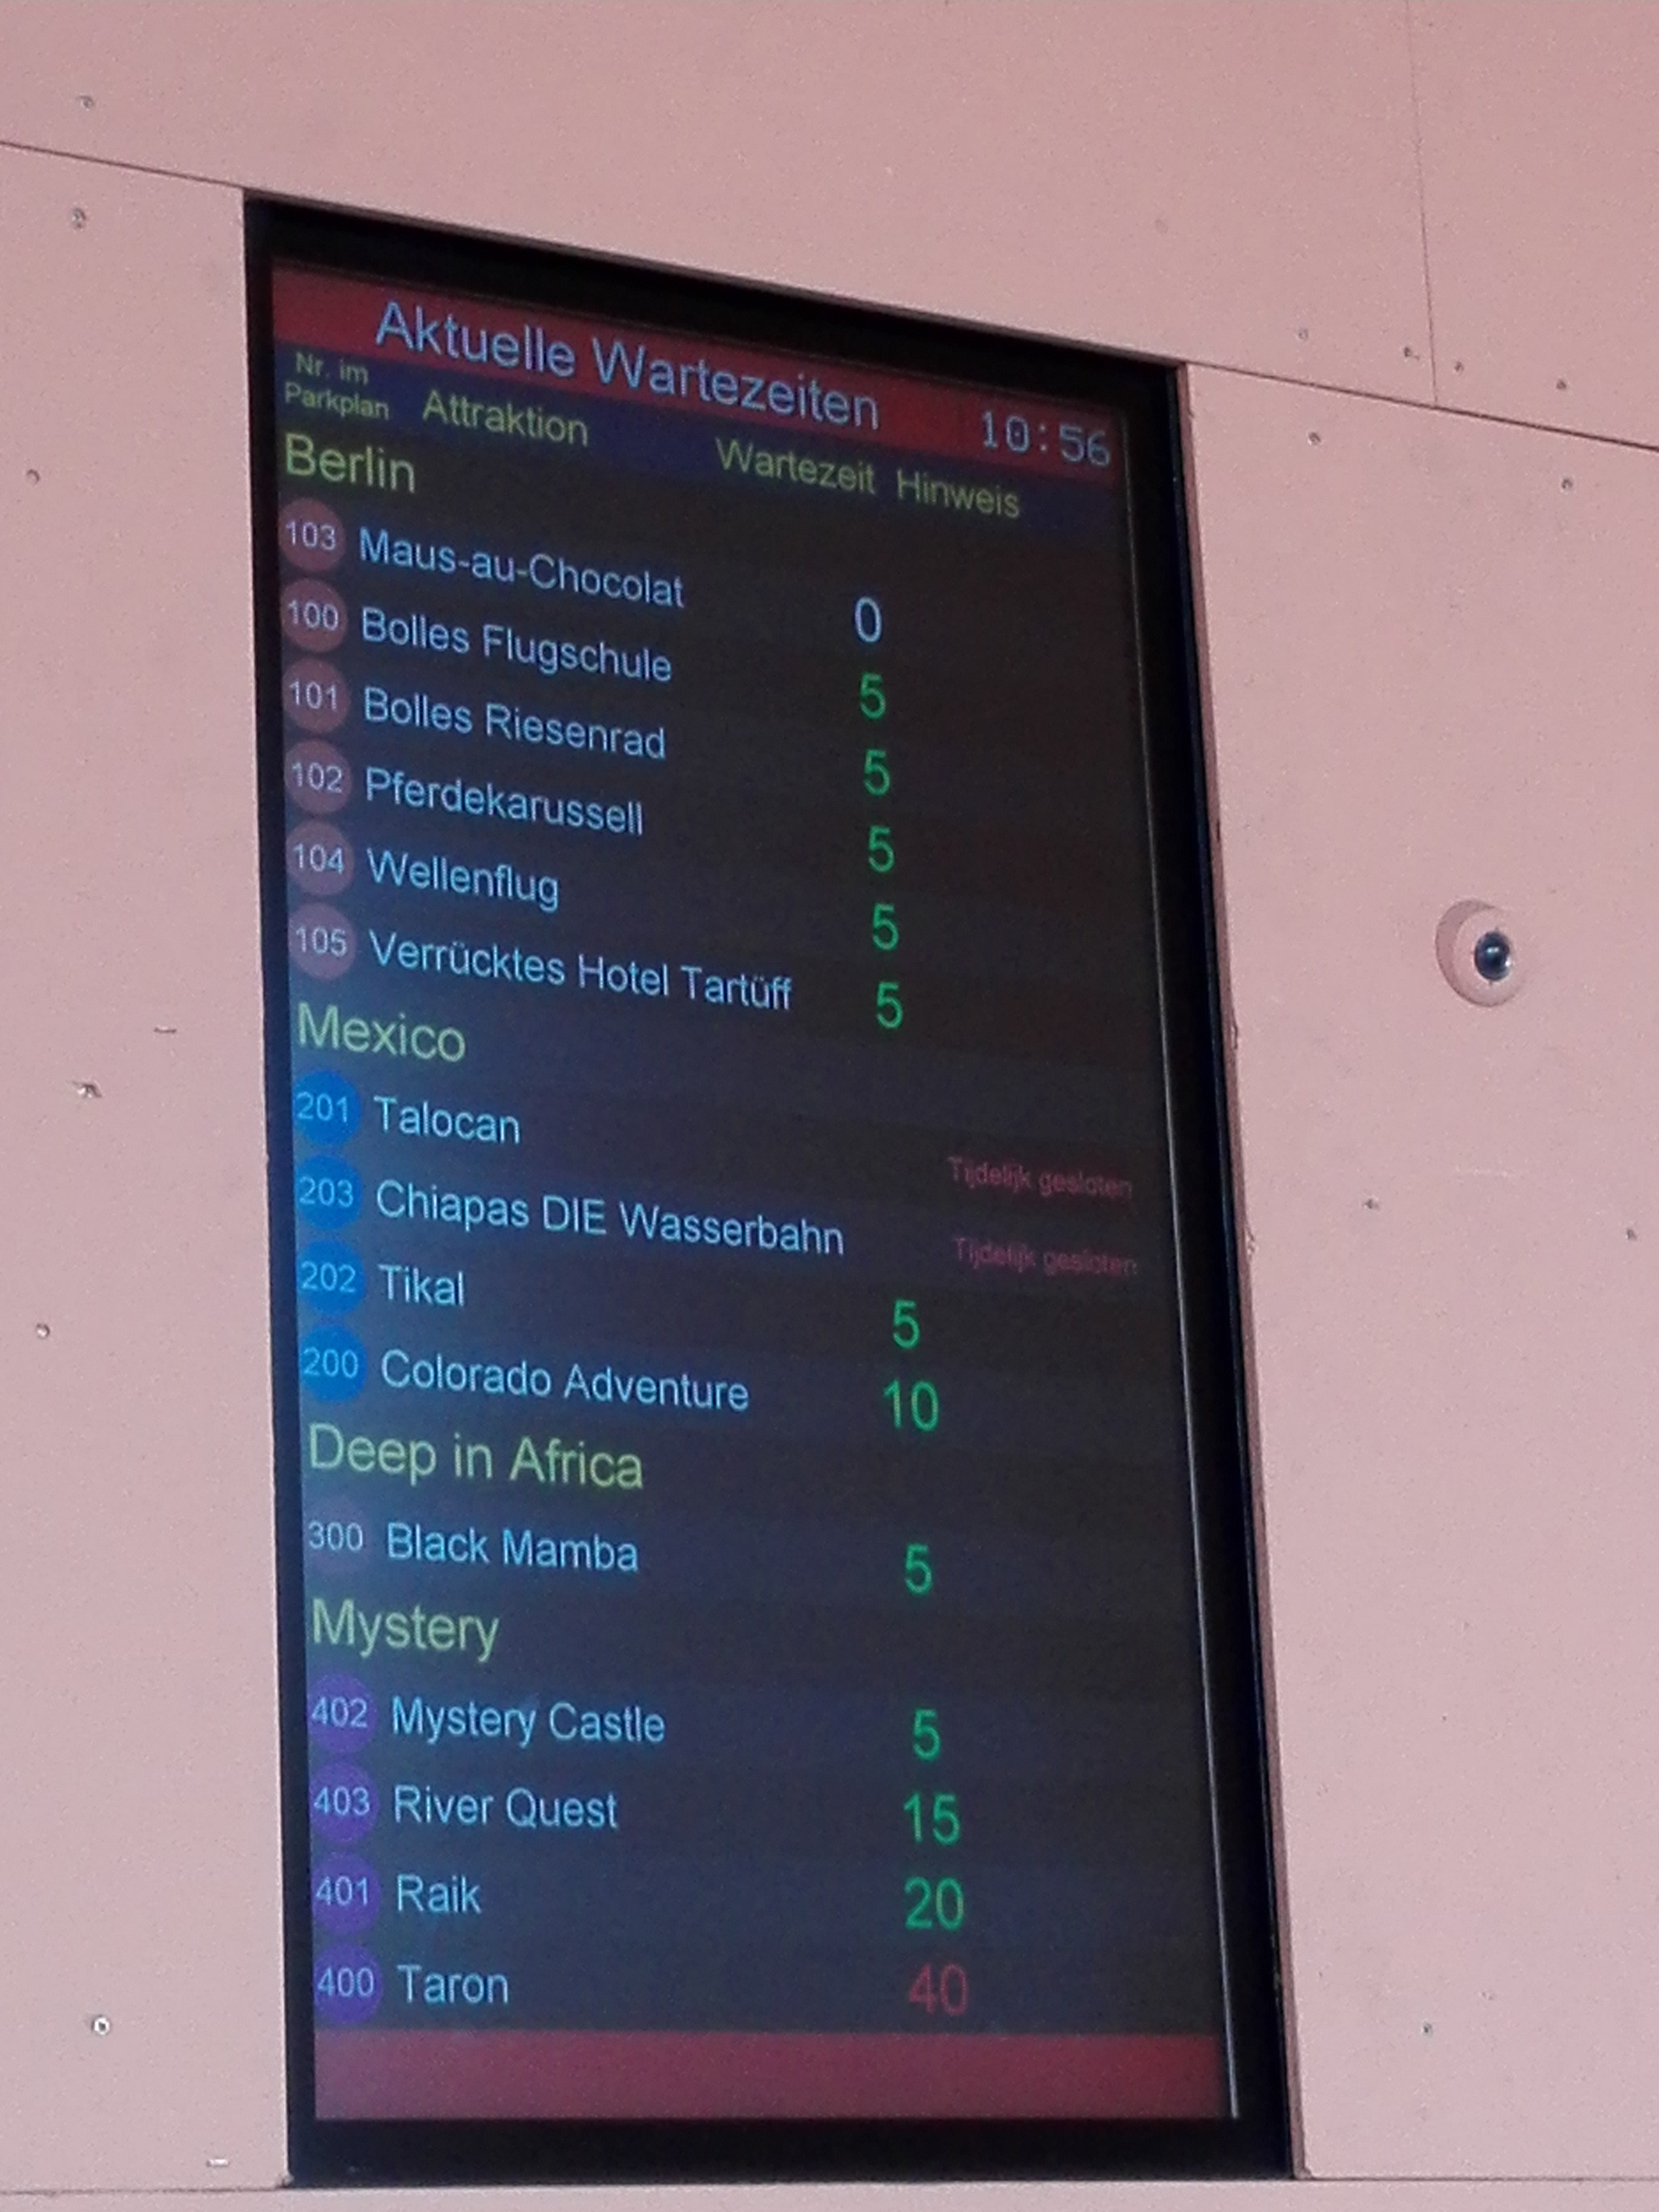 Aktuelle Wartezeiten 10:56
Nr. im Parkplan Attraktion Wartezeit Hinweis
Berlin
103 Maus-au-Chocolat 0
100 Bolles Flugschule 5
101 Bolles Riesenrad 5
102 Pferdekarussell 5
104 Wellenflug 5
105 Verrücktes Hotel Tartüff 5
Mexico
201 Talocan Tijdelijk gesloten
203 Chiapas DIE Wasserbahn Tijdelijk gesloten
202 Tikal 5
200 Colorado Adventure 10
Deep in Africa
300 Black Mamba 5
Mystery
402 Mystery Castle 5
403 River Quest 15
401 Raik 20
400 Taron 40